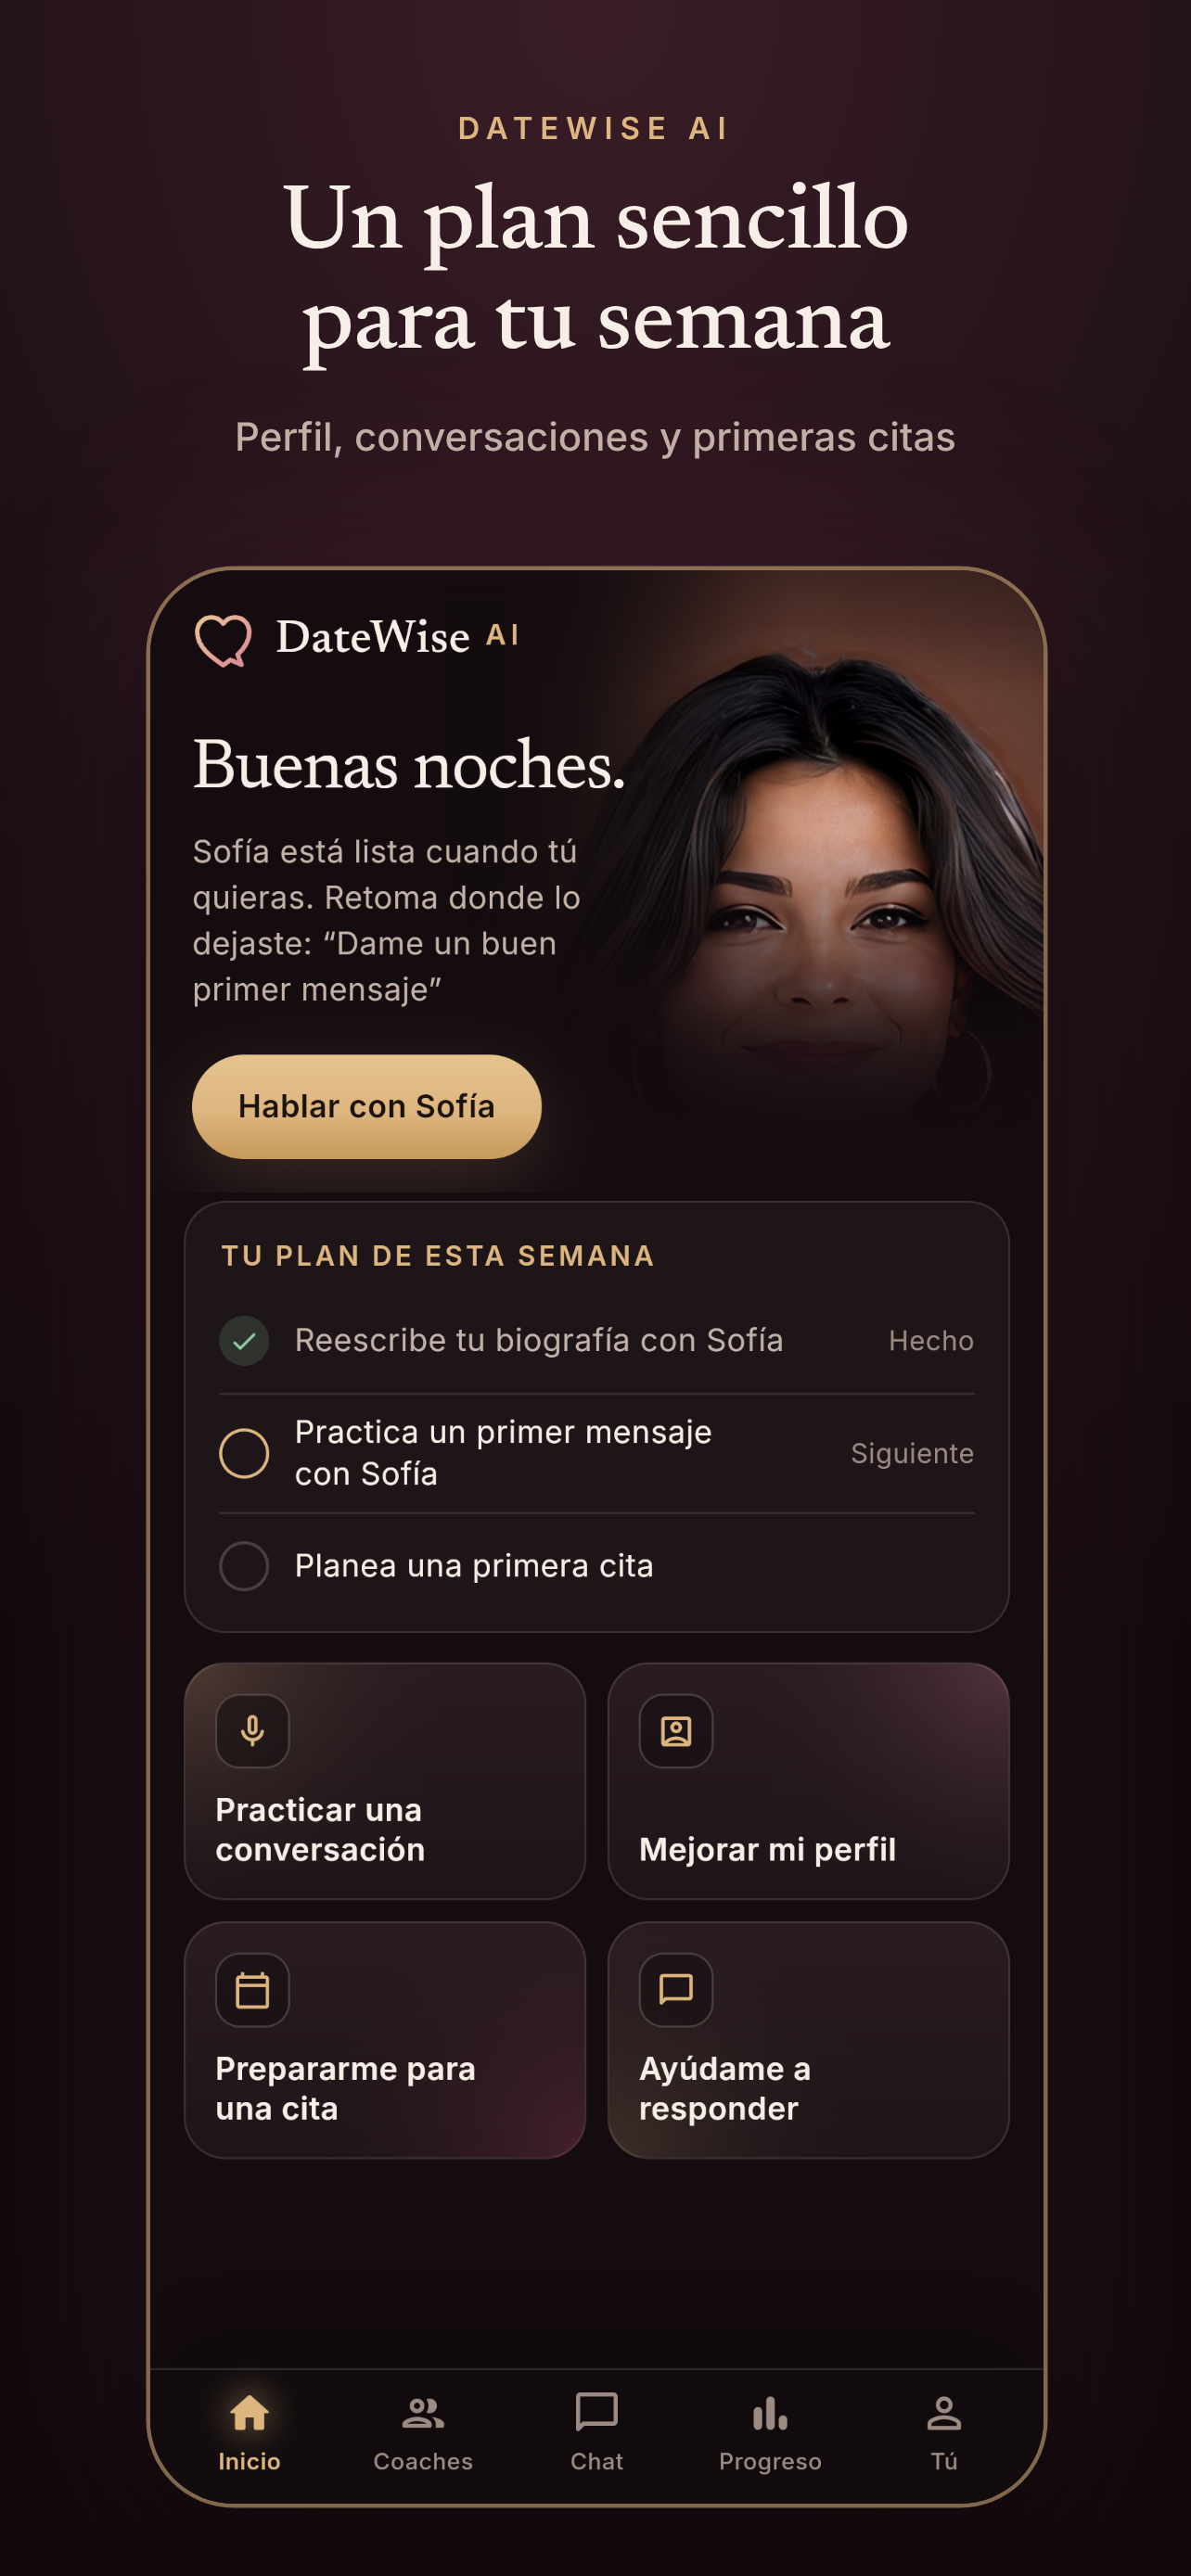 DATEWISE AI
Un plan sencillo
para tu semana
Perfil, conversaciones y primeras citas
DateWise AI
Buenas noches.
Sofía está lista cuando tú
quieras. Retoma donde lo
dejaste: “Dame un buen
primer mensaje”
Hablar con Sofía
TU PLAN DE ESTA SEMANA
Reescribe tu biografía con Sofía
Hecho
Practica un primer mensaje
con Sofía
Siguiente
Planea una primera cita
Practicar una
conversación
Mejorar mi perfil
Prepararme para
una cita
Ayúdame a
responder
Inicio
Coaches
Chat
Progreso
Tú